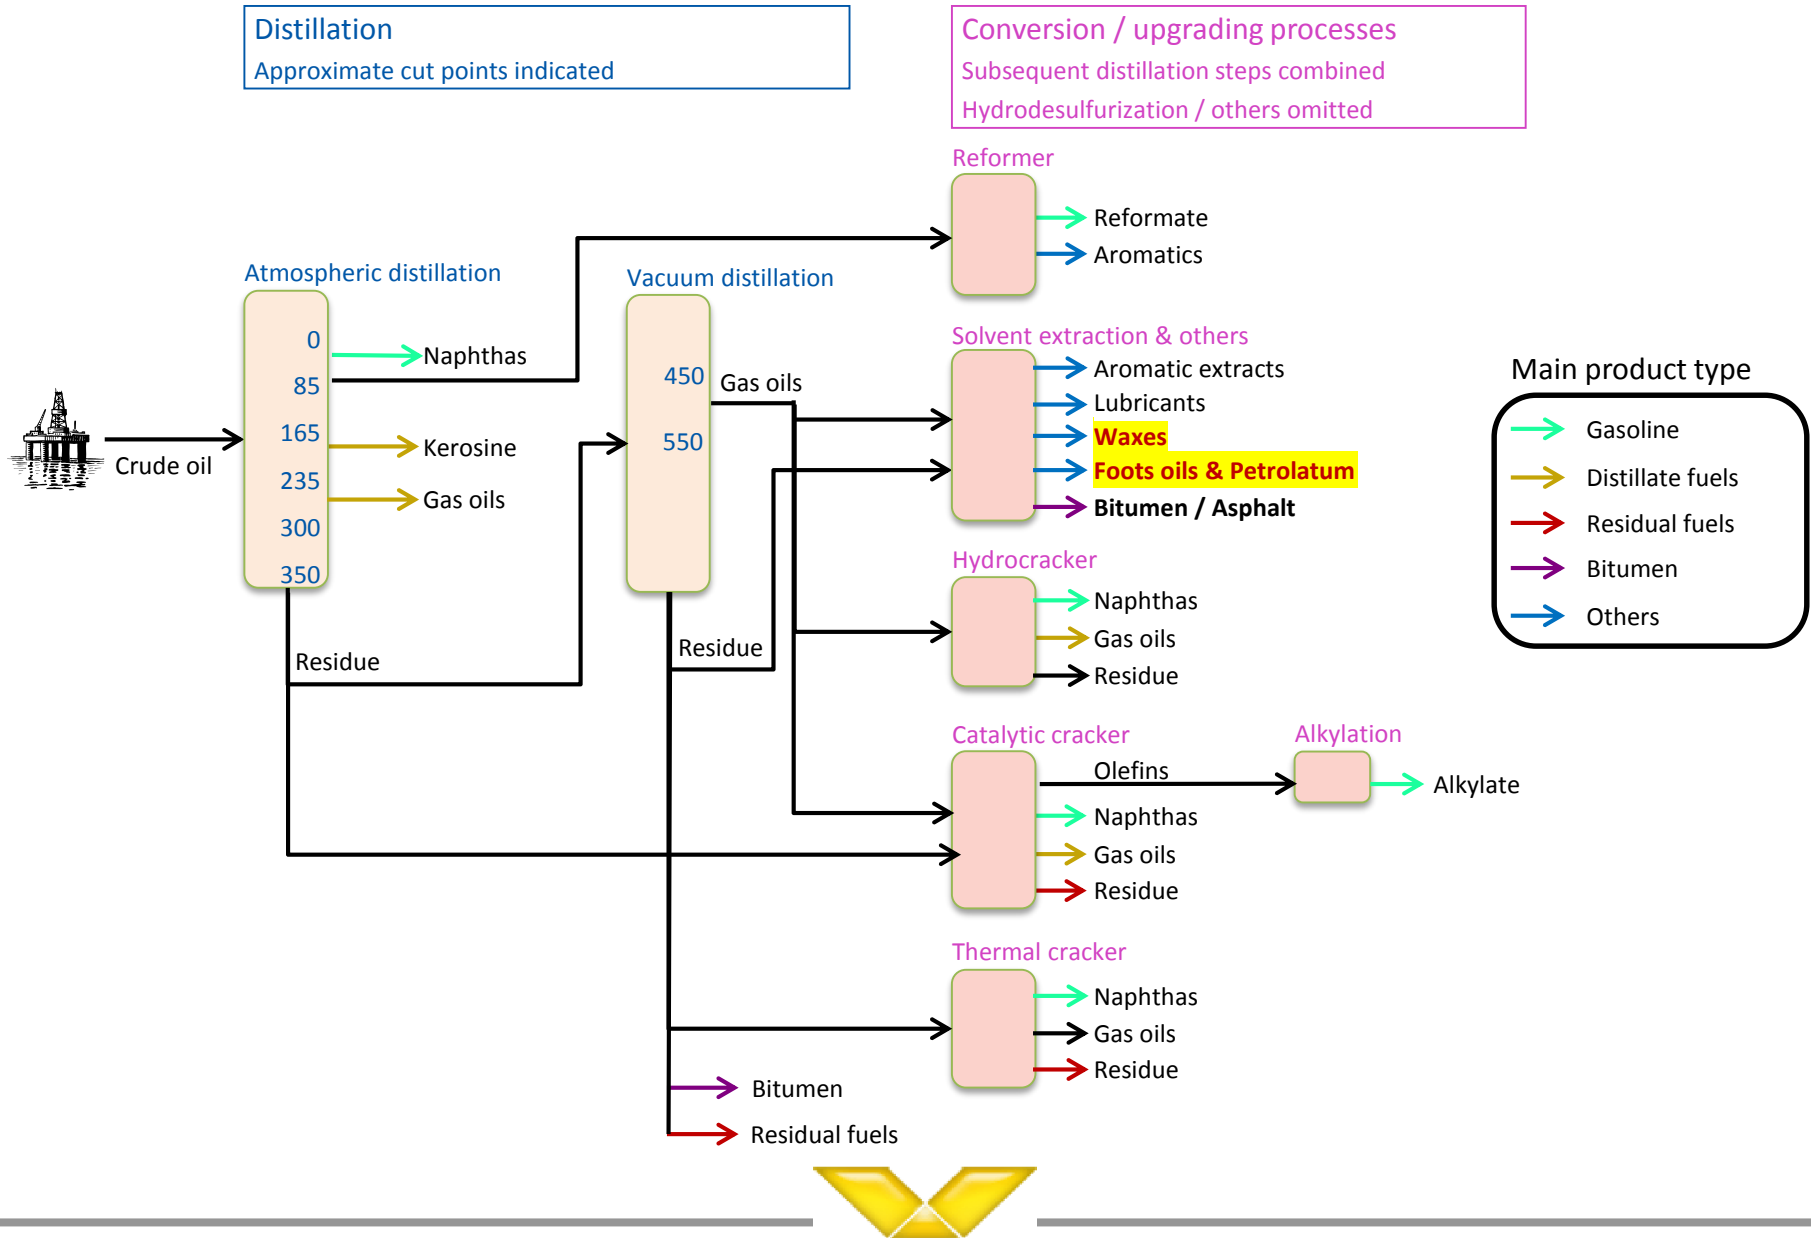 Distillation
Approximate cut points indicated
Conversion / upgrading processes
Subsequent distillation steps combined
Hydrodesulfurization / others omitted
Crude oil
Atmospheric distillation
0
85
165
235
300
350
Naphthas
Kerosine
Gas oils
Residue
Vacuum distillation
450
550
Gas oils
Residue
Bitumen
Residual fuels
Reformer
Reformate
Aromatics
Solvent extraction & others
Aromatic extracts
Lubricants
Waxes
Foots oils & Petrolatum
Bitumen / Asphalt
Hydrocracker
Naphthas
Gas oils
Residue
Catalytic cracker
Olefins
Naphthas
Gas oils
Residue
Alkylation
Alkylate
Thermal cracker
Naphthas
Gas oils
Residue
Main product type
Gasoline
Distillate fuels
Residual fuels
Bitumen
Others